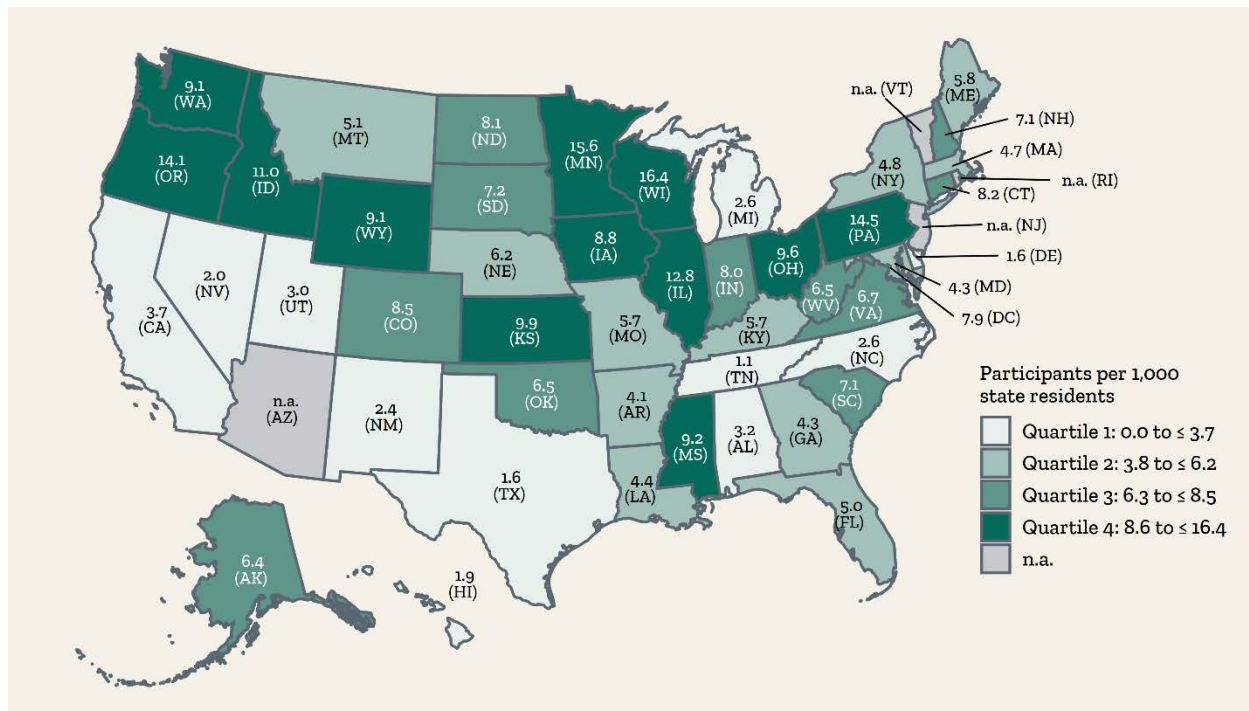 9.1
(WA)
14.1
(OR)
11.0
(ID)
5.1
(MT)
9.1
(WY)
8.1
(ND)
7.2
(SD)
6.2
(NE)
15.6
(MN)
16.4
(WI)
8.8
(IA)
12.8
(IL)
2.6
(MI)
8.0
(IN)
9.6
(OH)
14.5
(PA)
4.8
(NY)
n.a. (VT)
5.8
(ME)
7.1 (NH)
4.7 (MA)
n.a. (RI)
8.2 (CT)
n.a. (NJ)
1.6 (DE)
4.3 (MD)
7.9 (DC)
6.5
(WV)
6.7
(VA)
3.7
(CA)
2.0
(NV)
3.0
(UT)
8.5
(CO)
9.9
(KS)
5.7
(MO)
5.7
(KY)
1.1
(TN)
2.6
(NC)
7.1
(SC)
n.a.
(AZ)
2.4
(NM)
6.5
(OK)
4.1
(AR)
9.2
(MS)
3.2
(AL)
4.3
(GA)
1.6
(TX)
4.4
(LA)
5.0
(FL)
6.4
(AK)
1.9
(HI)
Participants per 1,000
state residents
Quartile 1: 0.0 to ≤ 3.7
Quartile 2: 3.8 to ≤ 6.2
Quartile 3: 6.3 to ≤ 8.5
Quartile 4: 8.6 to ≤ 16.4
n.a.